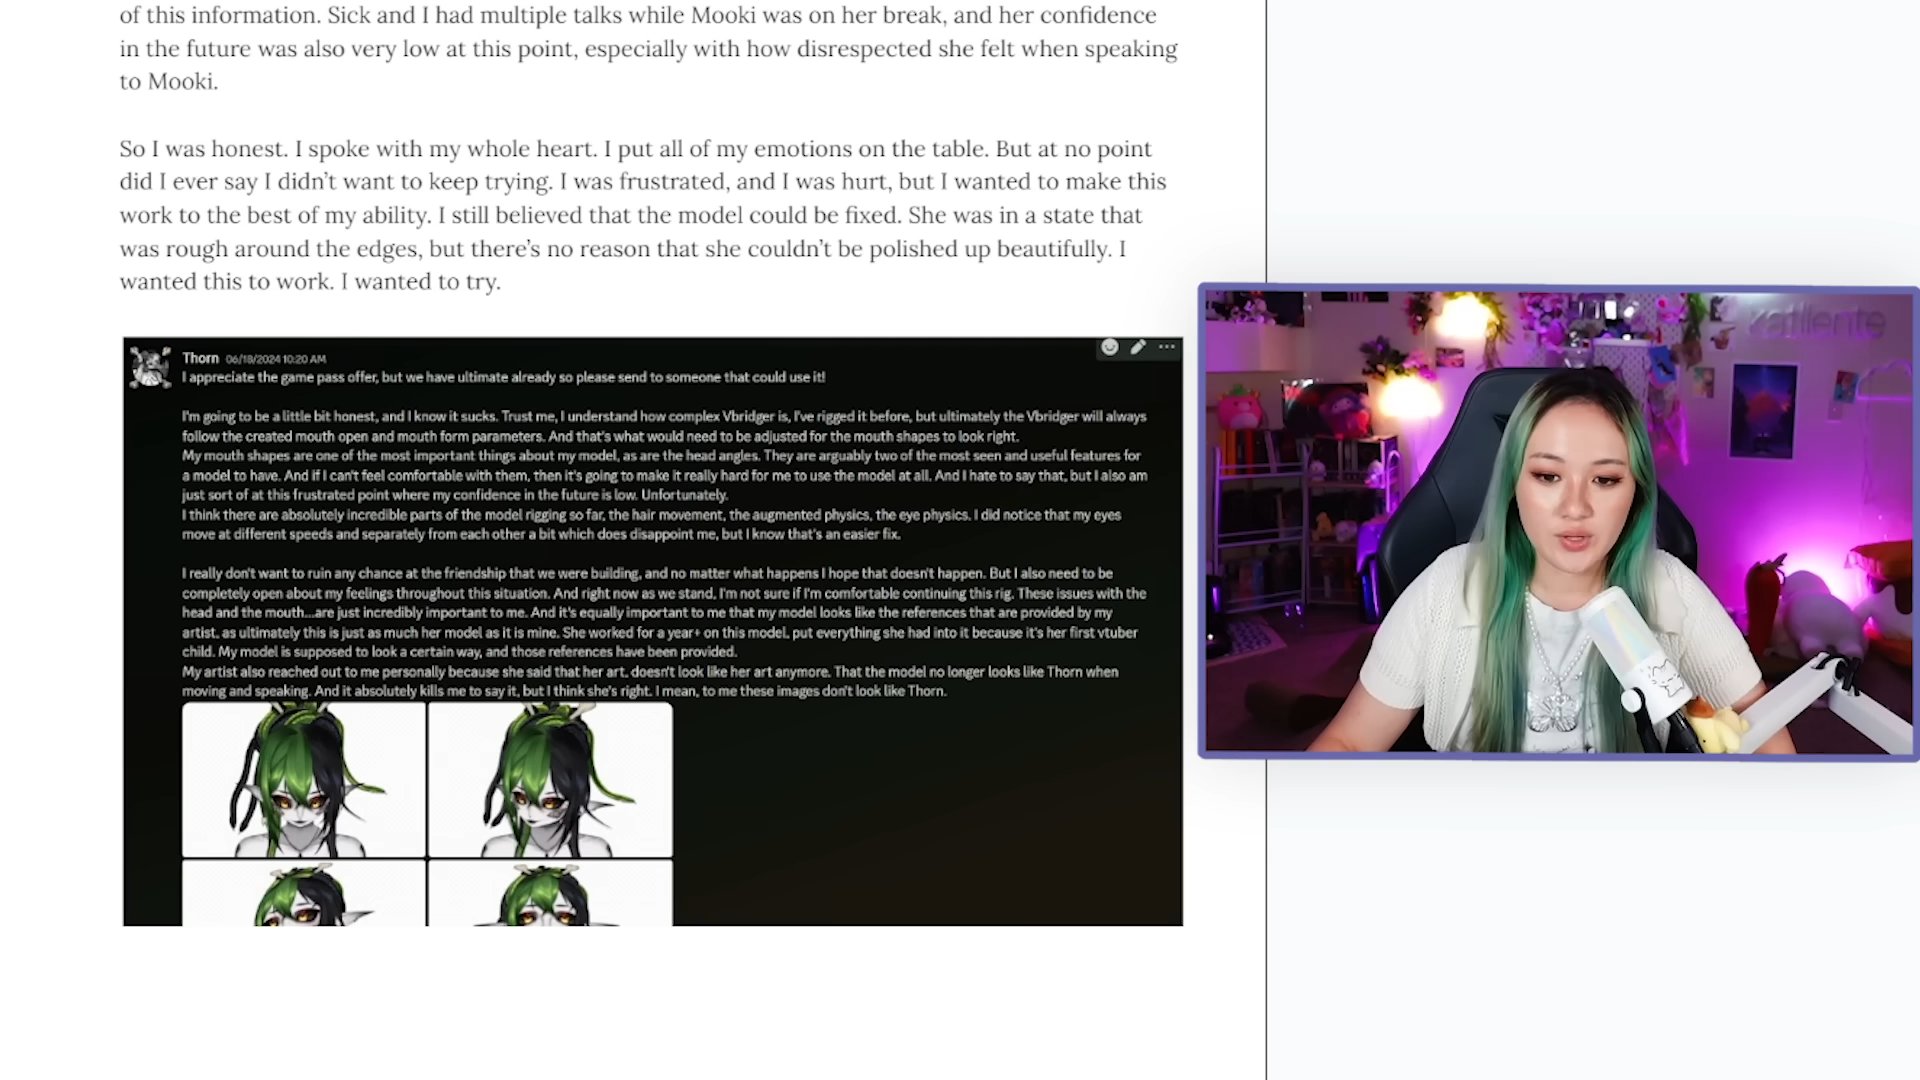 of this information. Sick and I had multiple talks while Mooki was on her break, and her confidence
in the future was also very low at this point, especially with how disrespected she felt when speaking
to Mooki.
So I was honest. I spoke with my whole heart. I put all of my emotions on the table. But at no point
did I ever say I didn’t want to keep trying. I was frustrated, and I was hurt, but I wanted to make this
work to the best of my ability. I still believed that the model could be fixed. She was in a state that
was rough around the edges, but there’s no reason that she couldn’t be polished up beautifully. I
wanted this to work. I wanted to try.
Thorn 06/18/2024 10:20 AM
I appreciate the game pass offer, but we have ultimate already so please send to someone that could use it!
I'm going to be a little bit honest, and I know it sucks. Trust me, I understand how complex Vbridger is, I've rigged it before, but ultimately the Vbridger will always
follow the created mouth open and mouth form parameters. And that's what would need to be adjusted for the mouth shapes to look right.
My mouth shapes are one of the most important things about my model, as are the head angles. They are arguably two of the most seen and useful features for
a model to have. And if I can't feel comfortable with them, then it's going to make it really hard for me to use the model at all. And I hate to say that, but I also am
just sort of at this frustrated point where my confidence in the future is low. Unfortunately.
I think there are absolutely incredible parts of the model rigging so far, the hair movement, the augmented physics, the eye physics. I did notice that my eyes
move at different speeds and separately from each other a bit which does disappoint me, but I know that's an easier fix.
I really don't want to ruin any chance at the friendship that we were building, and no matter what happens I hope that doesn't happen. But I also need to be
completely open about my feelings throughout this situation. And right now as we stand, I'm not sure if I'm comfortable continuing this rig. These issues with the
head and the mouth...are just incredibly important to me. And it's equally important to me that my model looks like the references that are provided by my
artist, as ultimately this is just as much her model as it is mine. She worked for a year+ on this model, put everything she had into it because it's her first vtuber
child. My model is supposed to look a certain way, and those references have been provided.
My artist also reached out to me personally because she said that her art, doesn't look like her art anymore. That the model no longer looks like Thorn when
moving and speaking. And it absolutely kills me to say it, but I think she's right. I mean, to me these images don't look like Thorn.
katliente